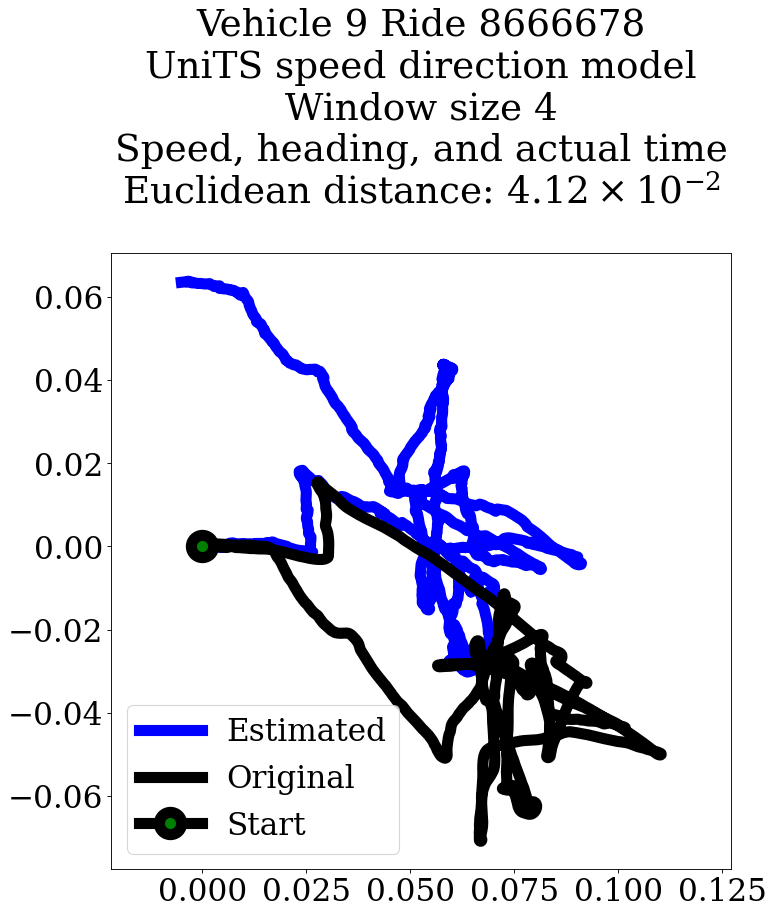 Vehicle 9 Ride 8666678
UniTS speed direction model
Window size 4
Speed, heading, and actual time
Euclidean distance: 4.12 × 10⁻²
0.06
0.04
0.02
0.00
−0.02
−0.04
−0.06
Estimated
Original
Start
0.000 0.025 0.050 0.075 0.100 0.125